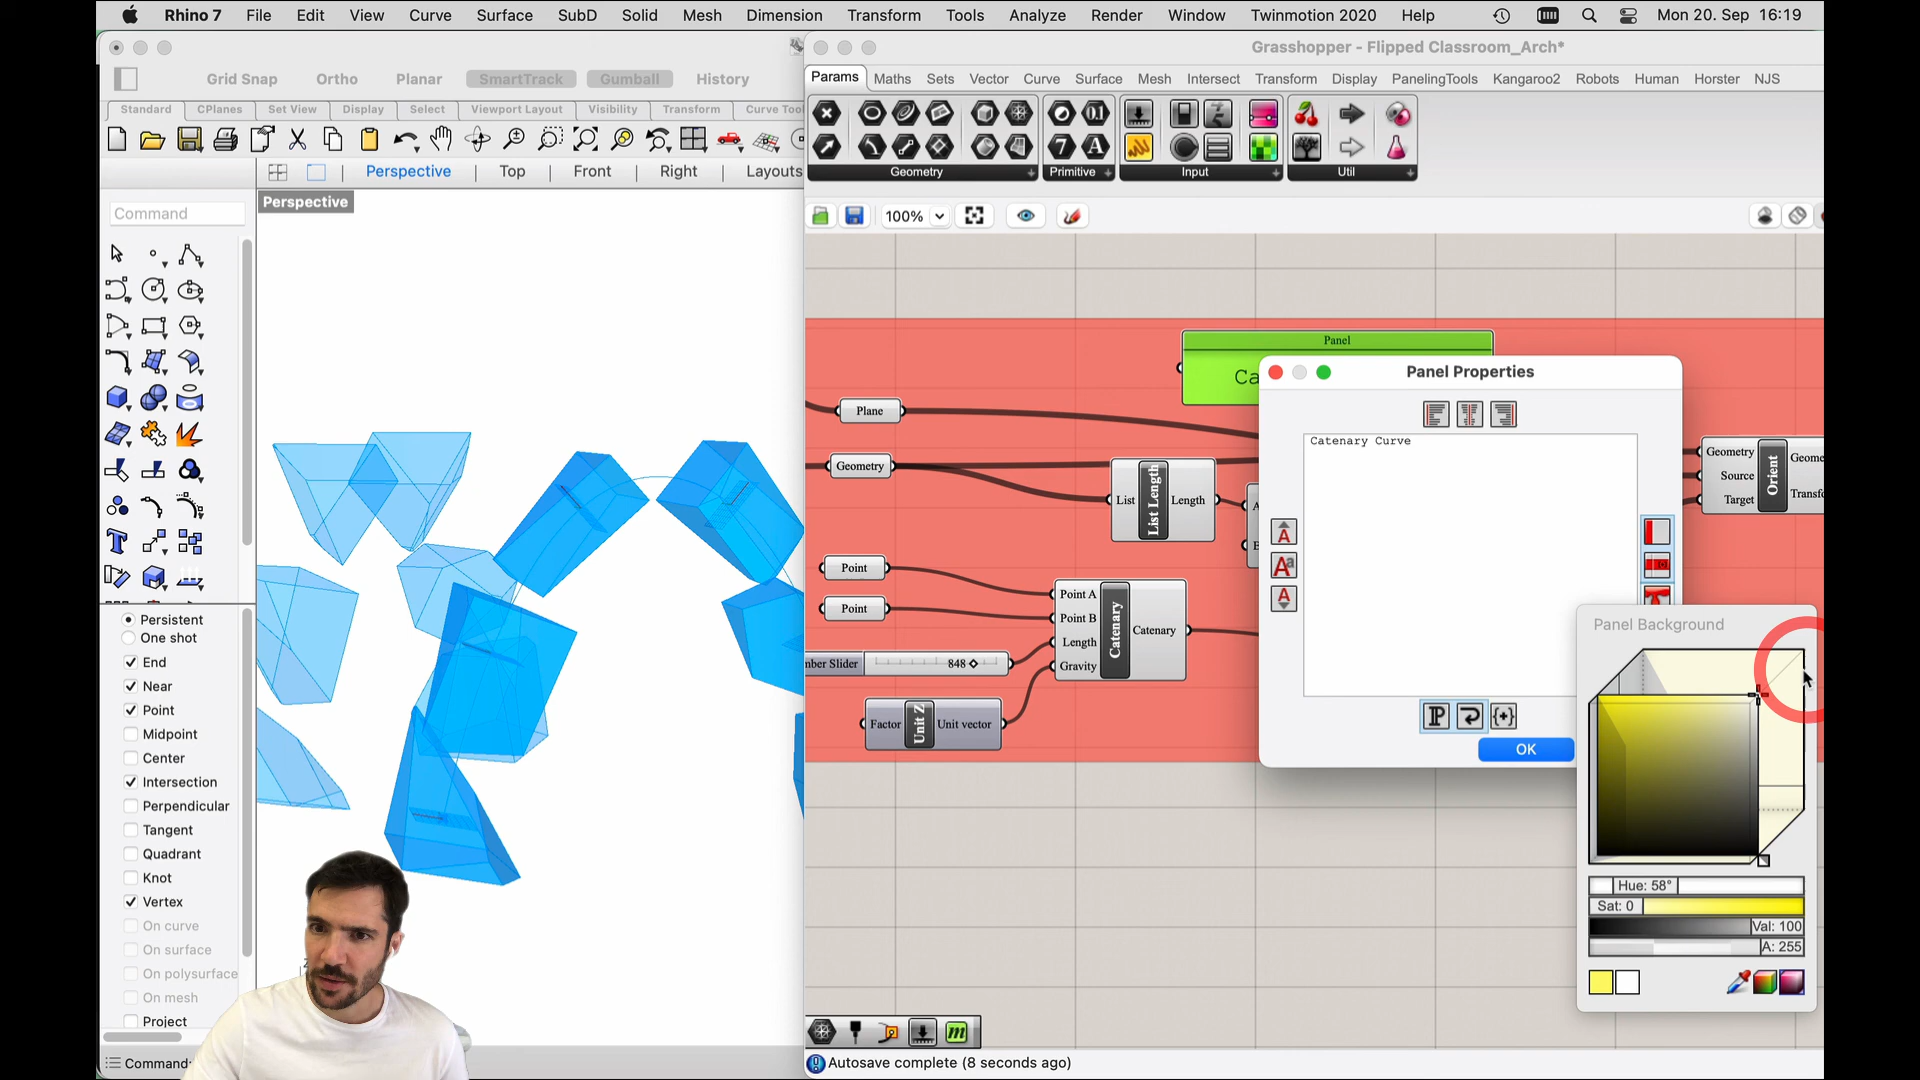 Rhino 7 File Edit View Curve Surface SubD Solid Mesh Dimension Transform Tools Analyze Render Window Twinmotion 2020 Help Mon 20. Sep 16:19
Grasshopper - Flipped Classroom_Arch*
Grid Snap Ortho Planar SmartTrack Gumball History
Params Maths Sets Vector Curve Surface Mesh Intersect Transform Display PanelingTools Kangaroo2 Robots Human Horster NJS
Standard CPlanes Set View Display Select Viewport Layout Visibility Transform Curve Too
Geometry Primitive Input Util
Perspective Top Front Right Layouts
Perspective
Command
100%
Panel
Ca
Panel Properties
Catenary Curve
Plane
Geometry
List List Length Length
A
Geometry
Source
Target
Orient
Geome
Transfo
Point
Point
Point A
Point B
Length
Gravity
Catenary
Catenary
mber Slider 848
Factor Unit Z Unit vector
OK
Panel Background
Hue: 58°
Sat: 0
Val: 100
A: 255
Persistent
One shot
End
Near
Point
Midpoint
Center
Intersection
Perpendicular
Tangent
Quadrant
Knot
Vertex
On curve
On surface
On polysurface
On mesh
Project
Command:
Autosave complete (8 seconds ago)